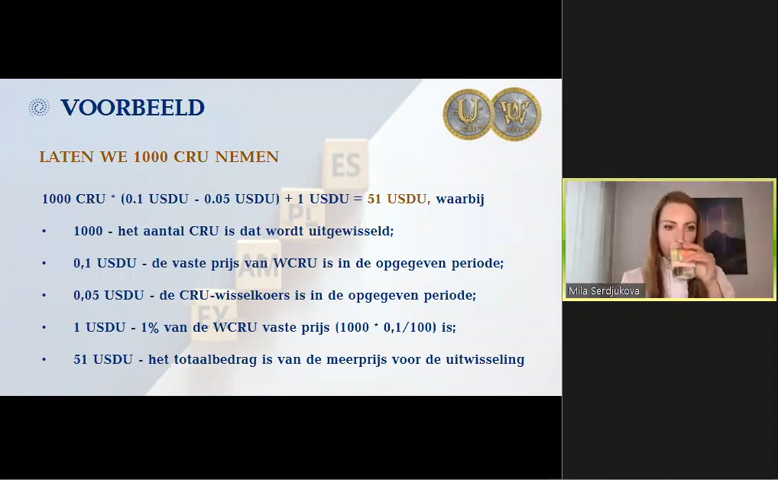 VOORBEELD
LATEN WE 1000 CRU NEMEN
1000 CRU * (0.1 USDU - 0.05 USDU) + 1 USDU = 51 USDU, waarbij
• 1000 - het aantal CRU is dat wordt uitgewisseld;
• 0,1 USDU - de vaste prijs van WCRU is in de opgegeven periode;
• 0,05 USDU - de CRU-wisselkoers is in de opgegeven periode;
• 1 USDU - 1% van de WCRU vaste prijs (1000 * 0,1/100) is;
• 51 USDU - het totaalbedrag is van de meerprijs voor de uitwisseling
ES
PL
AM
EX
Mila Serdjukova